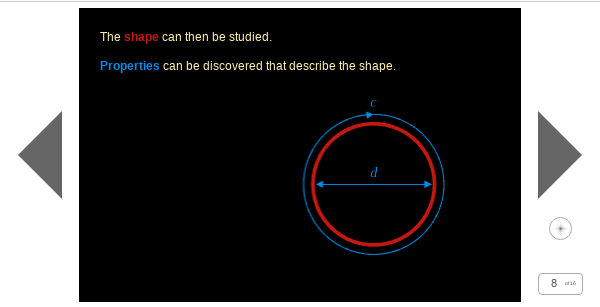 The shape can then be studied.
Properties can be discovered that describe the shape.
c
d
8 of 16